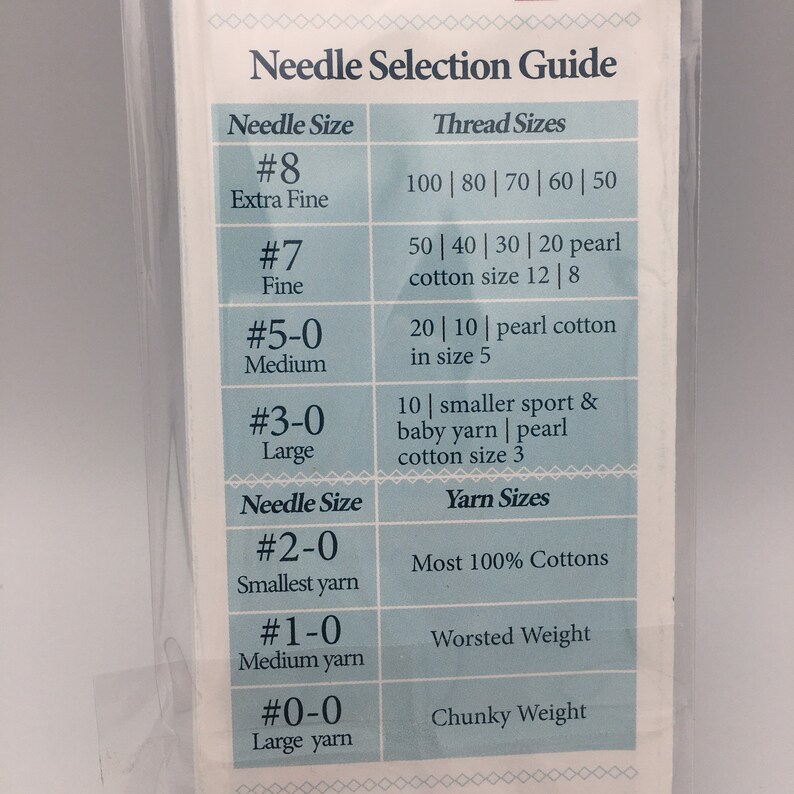 Needle Selection Guide
Needle Size Thread Sizes
#8
Extra Fine
100 | 80 | 70 | 60 | 50
#7
Fine
50 | 40 | 30 | 20 pearl
cotton size 12 | 8
#5-0
Medium
20 | 10 | pearl cotton
in size 5
#3-0
Large
10 | smaller sport &
baby yarn | pearl
cotton size 3
Needle Size Yarn Sizes
#2-0
Smallest yarn
Most 100% Cottons
#1-0
Medium yarn
Worsted Weight
#0-0
Large yarn
Chunky Weight